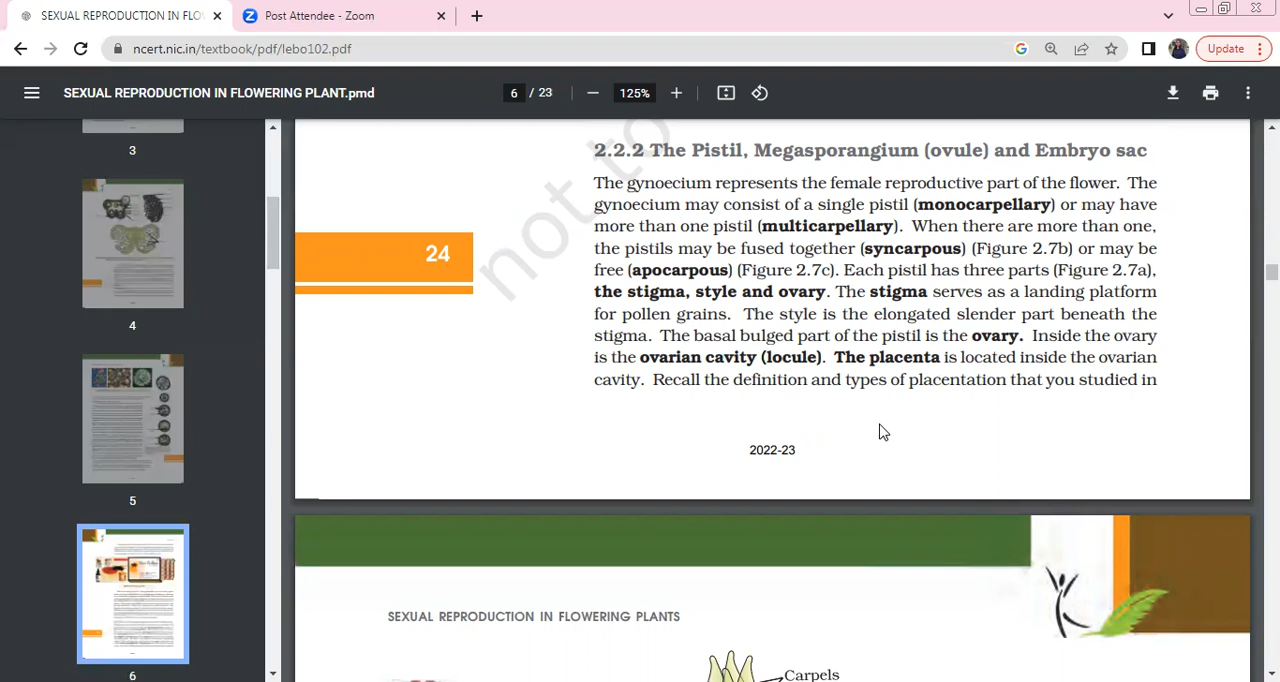 SEXUAL REPRODUCTION IN FLO
Post Attendee - Zoom
ncert.nic.in/textbook/pdf/lebo102.pdf
Update
SEXUAL REPRODUCTION IN FLOWERING PLANT.pmd
6 / 23
125%
3
4
5
6
not to
2.2.2 The Pistil, Megasporangium (ovule) and Embryo sac
The gynoecium represents the female reproductive part of the flower. The
gynoecium may consist of a single pistil (monocarpellary) or may have
more than one pistil (multicarpellary). When there are more than one,
the pistils may be fused together (syncarpous) (Figure 2.7b) or may be
free (apocarpous) (Figure 2.7c). Each pistil has three parts (Figure 2.7a),
the stigma, style and ovary. The stigma serves as a landing platform
for pollen grains. The style is the elongated slender part beneath the
stigma. The basal bulged part of the pistil is the ovary. Inside the ovary
is the ovarian cavity (locule). The placenta is located inside the ovarian
cavity. Recall the definition and types of placentation that you studied in
24
2022-23
SEXUAL REPRODUCTION IN FLOWERING PLANTS
Carpels